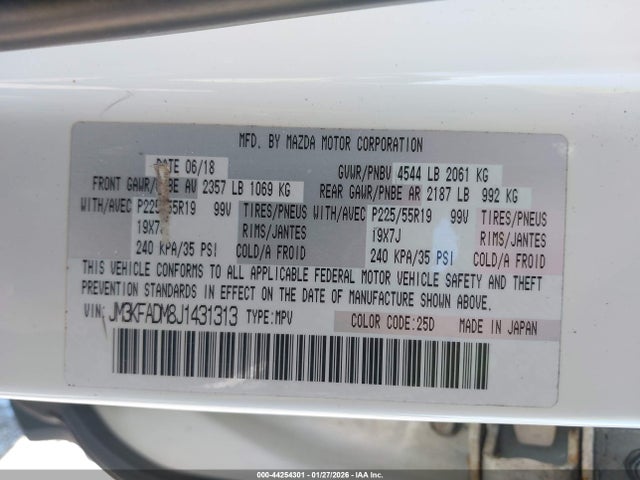 MFD. BY MAZDA MOTOR CORPORATION
DATE 06/18 GVWR/PNBV 4544 LB 2061 KG
FRONT GAWR/PNBE AV 2357 LB 1069 KG REAR GAWR/PNBE AR 2187 LB 992 KG
WITH/AVEC P225/55R19 99V TIRES/PNEUS WITH/AVEC P225/55R19 99V TIRES/PNEUS
19X7J RIMS/JANTES 19X7J RIMS/JANTES
240 KPA/35 PSI COLD/A FROID 240 KPA/35 PSI COLD/A FROID
THIS VEHICLE CONFORMS TO ALL APPLICABLE FEDERAL MOTOR VEHICLE SAFETY AND THEFT
PREVENTION STANDARDS IN EFFECT ON THE DATE OF MANUFACTURE SHOWN ABOVE.
VIN: JM3KFADM8J1431313 TYPE:MPV COLOR CODE:25D MADE IN JAPAN
000-44254301 - 01/27/2026 - IAA Inc.